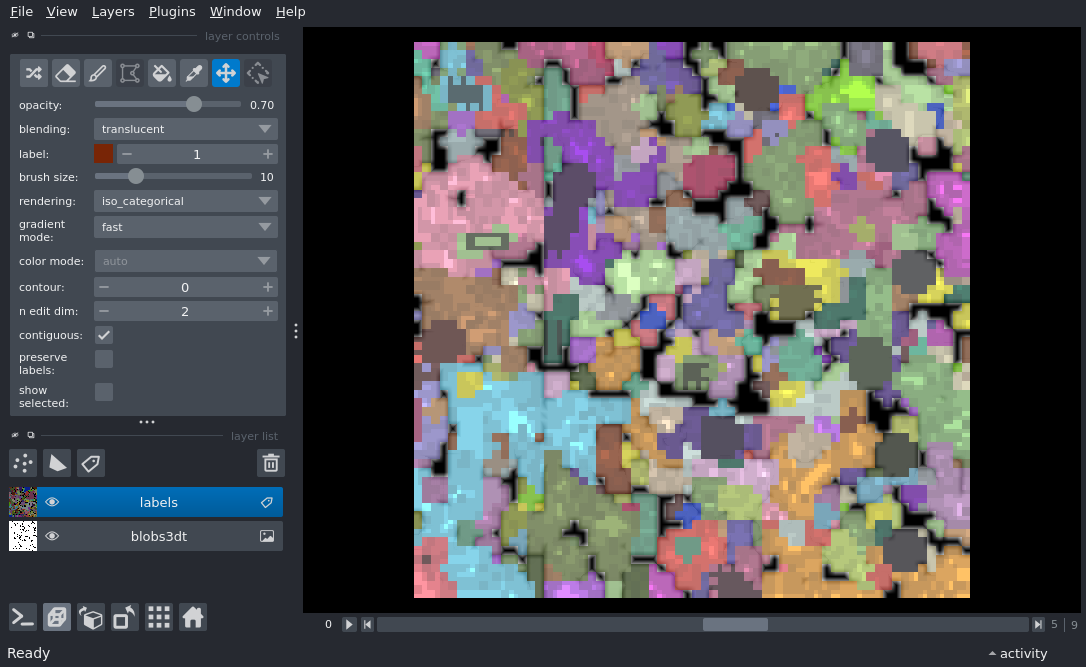 File View Layers Plugins Window Help
layer controls
opacity: 0.70
blending: translucent
label: 1
brush size: 10
rendering: iso_categorical
gradient
mode: fast
color mode: auto
contour: 0
n edit dim: 2
contiguous:
preserve
labels:
show
selected:
layer list
labels
blobs3dt
0 5 | 9
Ready activity